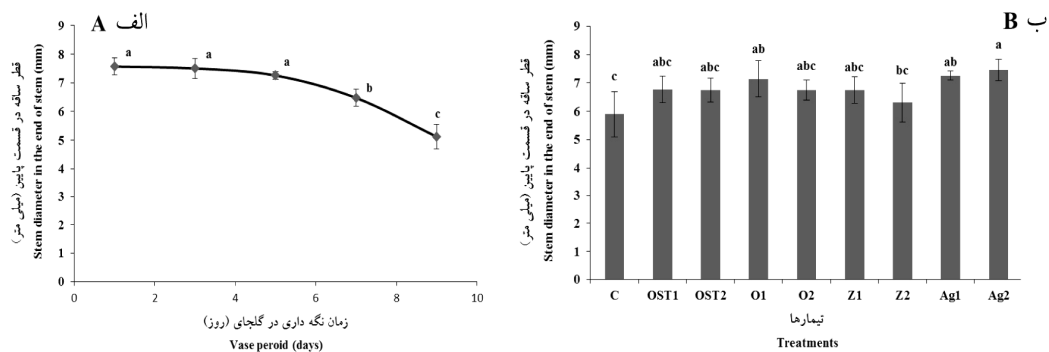 الف A
قطر ساقه در قسمت پایین (میلی متر)
Stem diameter in the end of stem (mm)
9
8
7
6
5
4
3
2
1
0
a
a
a
b
c
0 2 4 6 8 10
زمان نگه داری در گلجای (روز)
Vase peroid (days)
ب B
قطر ساقه در قسمت پایین (میلی متر)
Stem diameter in the end of stem (mm)
9
8
7
6
5
4
3
2
1
0
c abc abc ab abc abc bc ab a
C OST1 OST2 O1 O2 Z1 Z2 Ag1 Ag2
تیمارها
Treatments